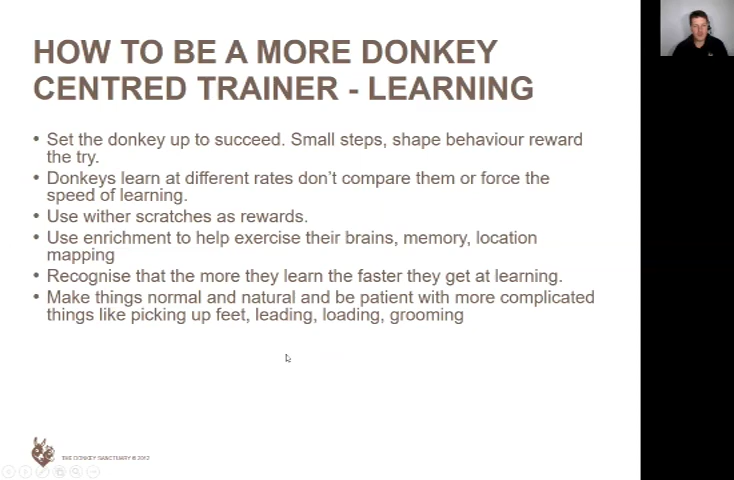 HOW TO BE A MORE DONKEY
CENTRED TRAINER - LEARNING
• Set the donkey up to succeed. Small steps, shape behaviour reward
the try.
• Donkeys learn at different rates don't compare them or force the
speed of learning.
• Use wither scratches as rewards.
• Use enrichment to help exercise their brains, memory, location
mapping
• Recognise that the more they learn the faster they get at learning.
• Make things normal and natural and be patient with more complicated
things like picking up feet, leading, loading, grooming
THE DONKEY SANCTUARY © 2012